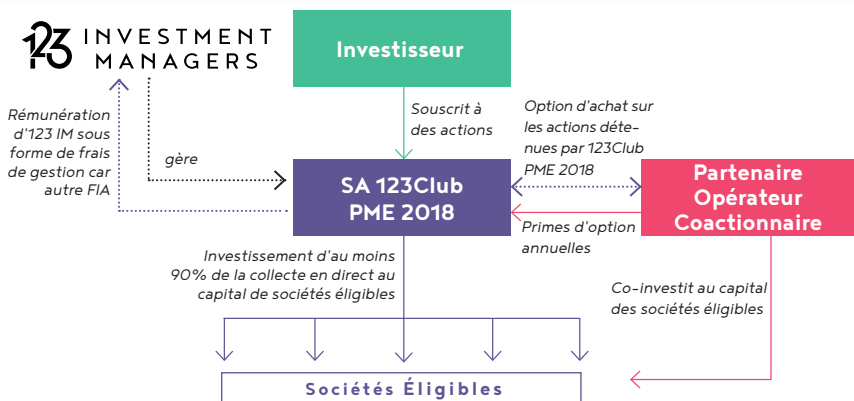 123 INVESTMENT
MANAGERS
Investisseur
Rémunération
d'123 IM sous
forme de frais
de gestion car
autre FIA
gère
Souscrit à
des actions
Option d'achat sur
les actions déte-
nues par 123Club
PME 2018
SA 123Club
PME 2018
Partenaire
Opérateur
Coactionnaire
Primes d'option
annuelles
Investissement d'au moins
90% de la collecte en direct au
capital de sociétés éligibles
Co-investit au capital
des sociétés éligibles
Sociétés Éligibles